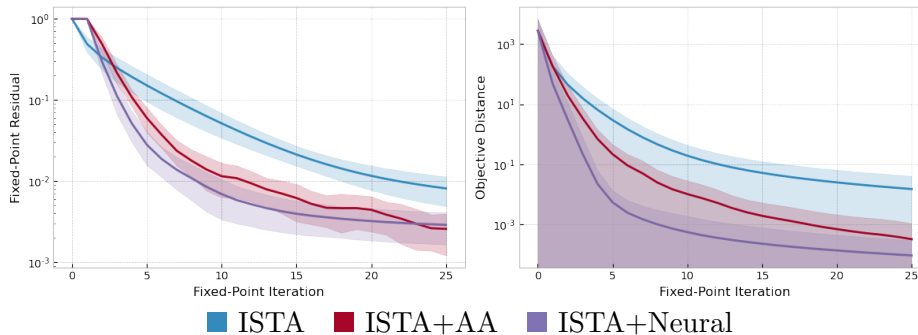 10⁰
10⁻¹
10⁻²
10⁻³
Fixed-Point Residual
0 5 10 15 20 25
Fixed-Point Iteration
10³
10¹
10⁻¹
10⁻³
Objective Distance
0 5 10 15 20 25
Fixed-Point Iteration
ISTA ISTA+AA ISTA+Neural